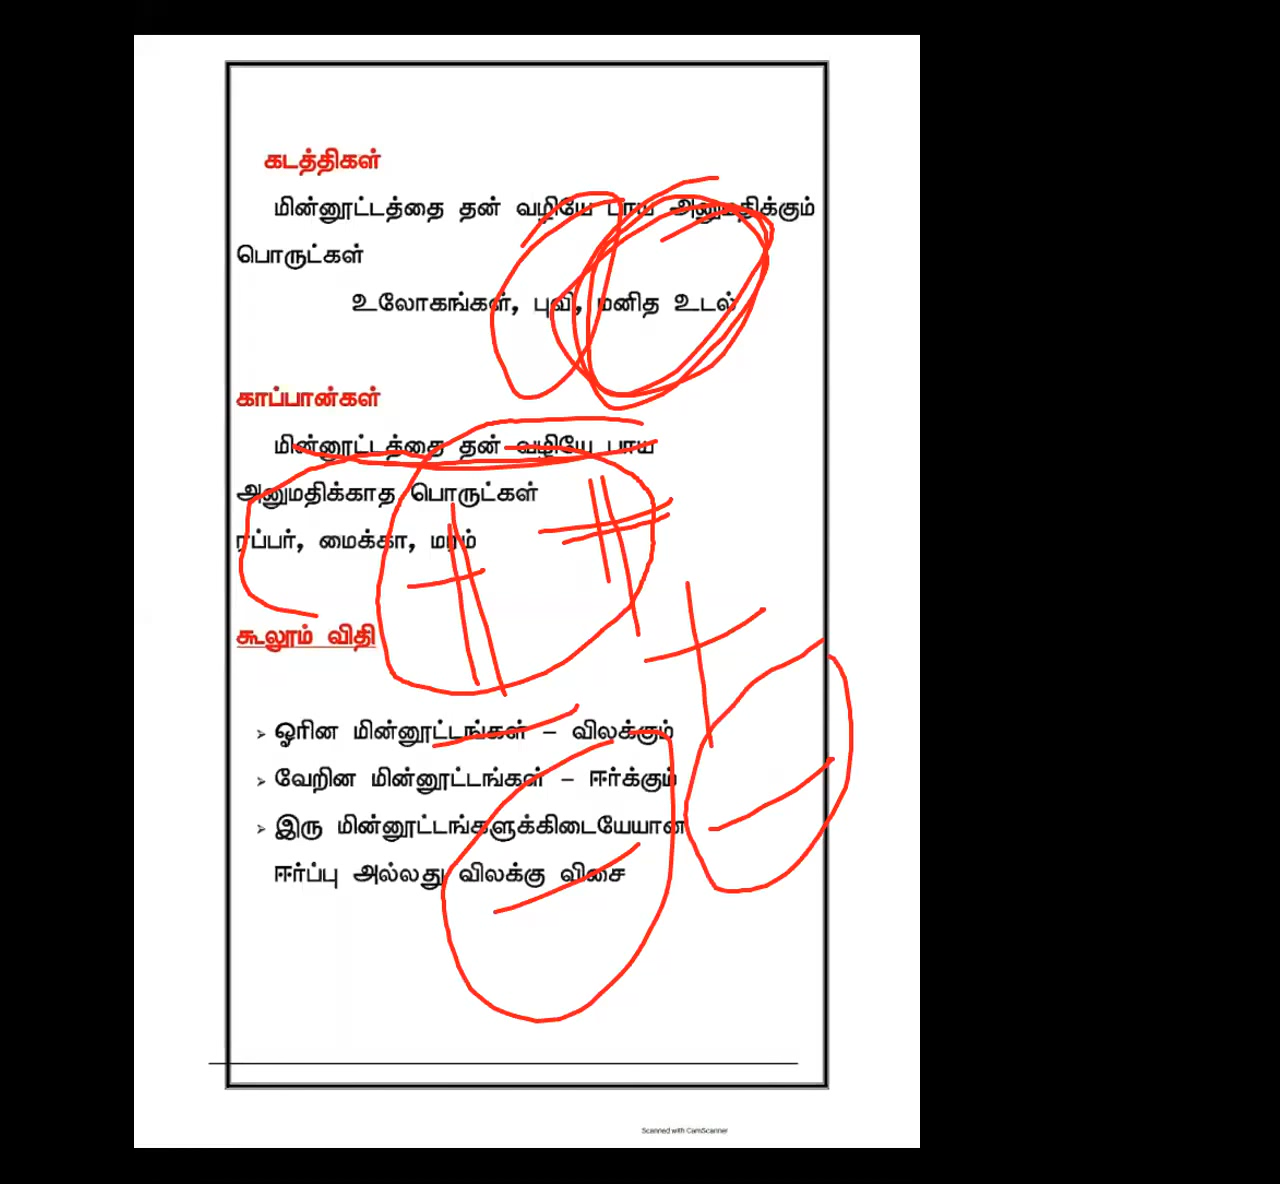 கடத்திகள்
மின்னூட்டத்தை தன் வழியே பாய அனுமதிக்கும்
பொருட்கள்
உலோகங்கள், புவி, மனித உடல்
காப்பான்கள்
மின்னூட்டத்தை தன் வழியே பாய
அனுமதிக்காத பொருட்கள்
ரப்பர், மைக்கா, மரம்
கூலூம் விதி
➢ ஓரின மின்னூட்டங்கள் – விலக்கும்
➢ வேறின மின்னூட்டங்கள் – ஈர்க்கும்
➢ இரு மின்னூட்டங்களுக்கிடையேயான
ஈர்ப்பு அல்லது விலக்கு விசை
Scanned with CamScanner